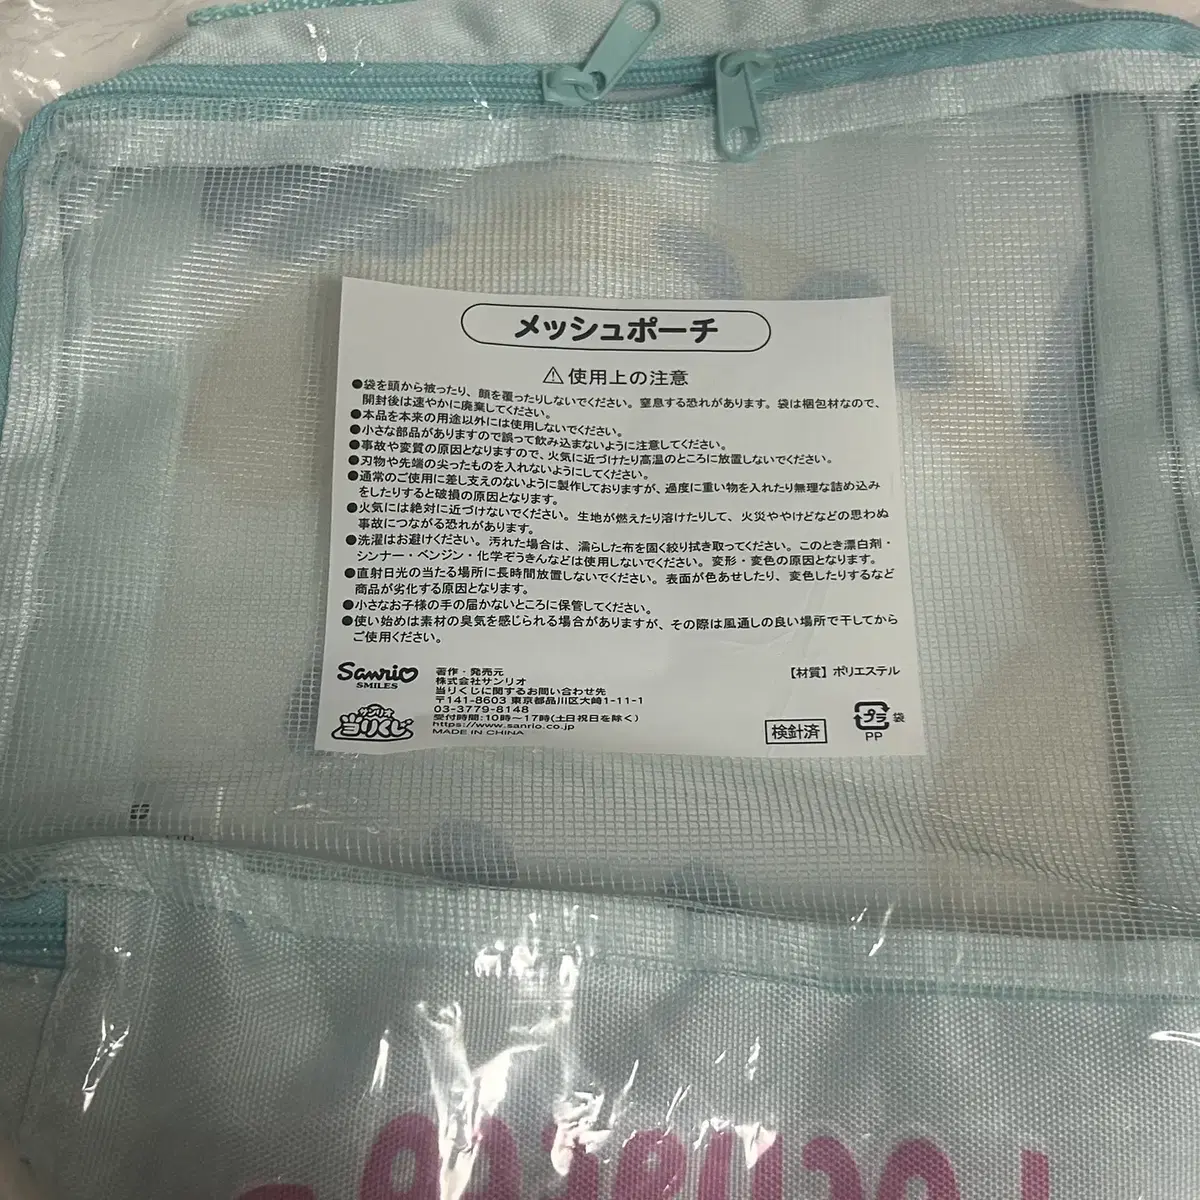 メッシュポーチ
⚠使用上の注意
●袋を頭から被ったり、顔を覆ったりしないでください。窒息する恐れがあります。袋は梱包材なので、
開封後は速やかに廃棄してください。
●本品を本来の用途以外には使用しないでください。
●小さな部品がありますので誤って飲み込まないように注意してください。
●事故や変質の原因となりますので、火気に近づけたり高温のところに放置しないでください。
●刃物や先端の尖ったものを入れないようにしてください。
●通常のご使用に差し支えのないように製作しておりますが、過度に重い物を入れたり無理な詰め込み
をしたりすると破損の原因となります。
●火気には絶対に近づけないでください。生地が燃えたり溶けたりして、火災ややけどなどの思わぬ
事故につながる恐れがあります。
●洗濯はお避けください。汚れた場合は、濡らした布を固く絞り拭き取ってください。このとき漂白剤・
シンナー・ベンジン・化学ぞうきんなどは使用しないでください。変形・変色の原因となります。
●直射日光の当たる場所に長時間放置しないでください。表面が色あせしたり、変色したりするなど
商品が劣化する原因となります。
●小さなお子様の手の届かないところに保管してください。
●使い始めは素材の臭気を感じられる場合がありますが、その際は風通しの良い場所で干してから
ご使用ください。
Sanrio
SMILES
サンリオ
当りくじ
著作・発売元
株式会社サンリオ
当りくじに関するお問い合わせ先
〒141-8603 東京都品川区大崎1-11-1
03-3779-8148
受付時間:10時～17時(土日祝日を除く)
https://www.sanrio.co.jp
MADE IN CHINA
【材質】ポリエステル
検針済
プラ 袋
PP